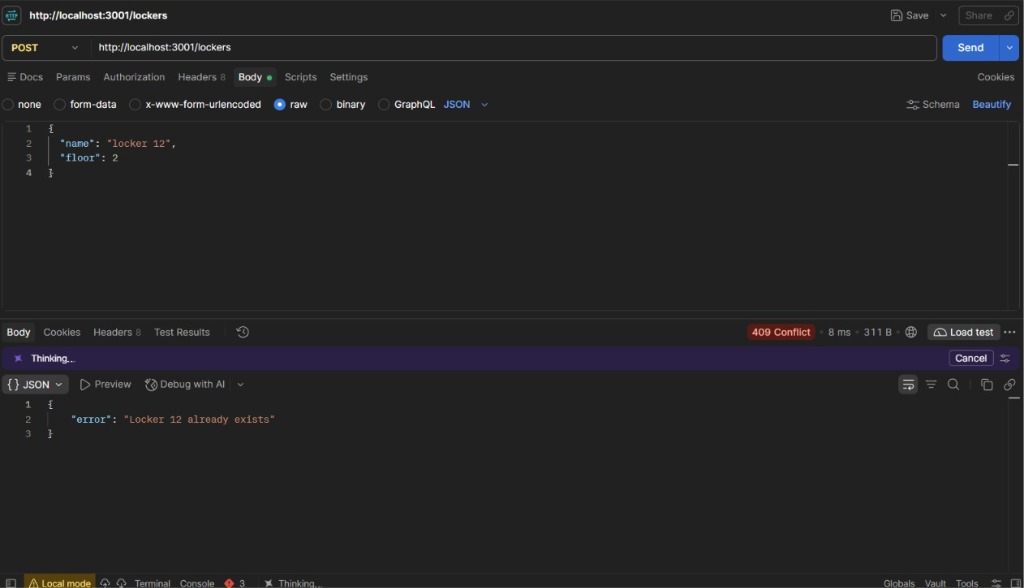 http://localhost:3001/lockers Save Share
POST http://localhost:3001/lockers Send
Docs Params Authorization Headers 8 Body Scripts Settings Cookies
none form-data x-www-form-urlencoded raw binary GraphQL JSON Schema Beautify
1 {
2 "name": "locker 12",
3 "floor": 2
4 }
Body Cookies Headers 8 Test Results 409 Conflict 8 ms 311 B Load test
Thinking... Cancel
{} JSON Preview Debug with AI
1 {
2 "error": "Locker 12 already exists"
3 }
Local mode Terminal Console 3 Thinking... Globals Vault Tools